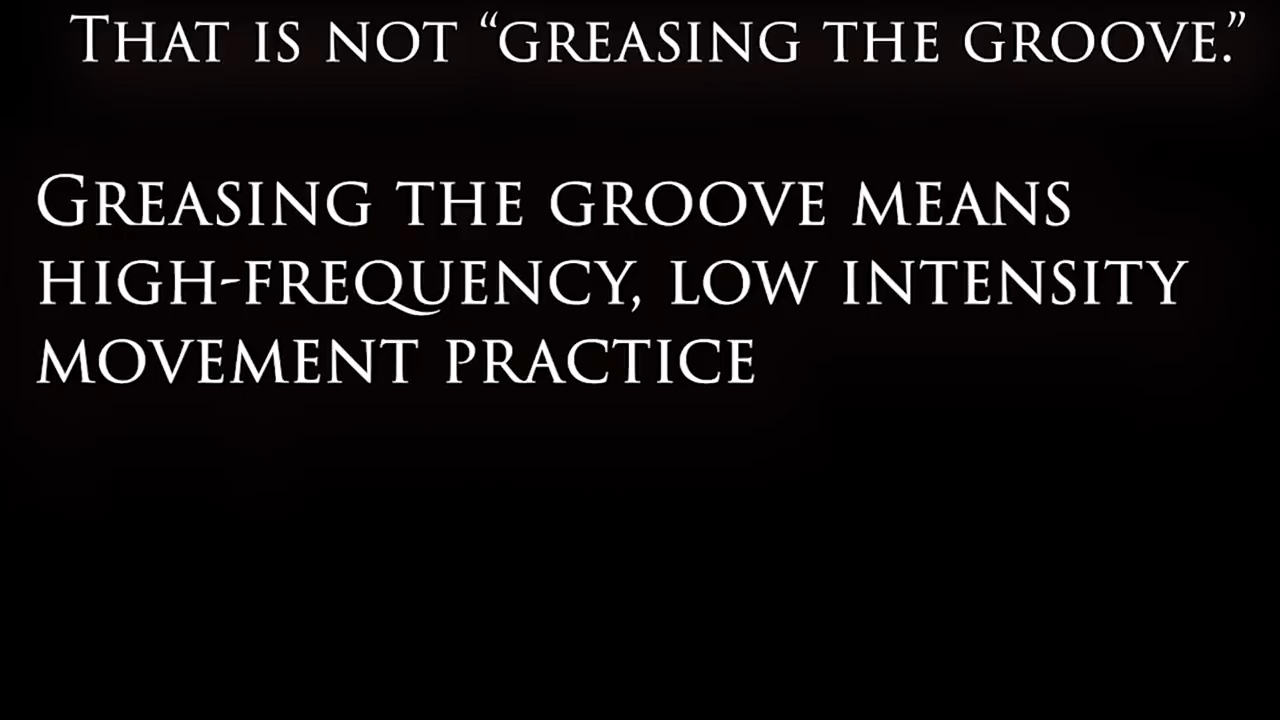 That is not “greasing the groove.”
Greasing the groove means
high-frequency, low intensity
movement practice